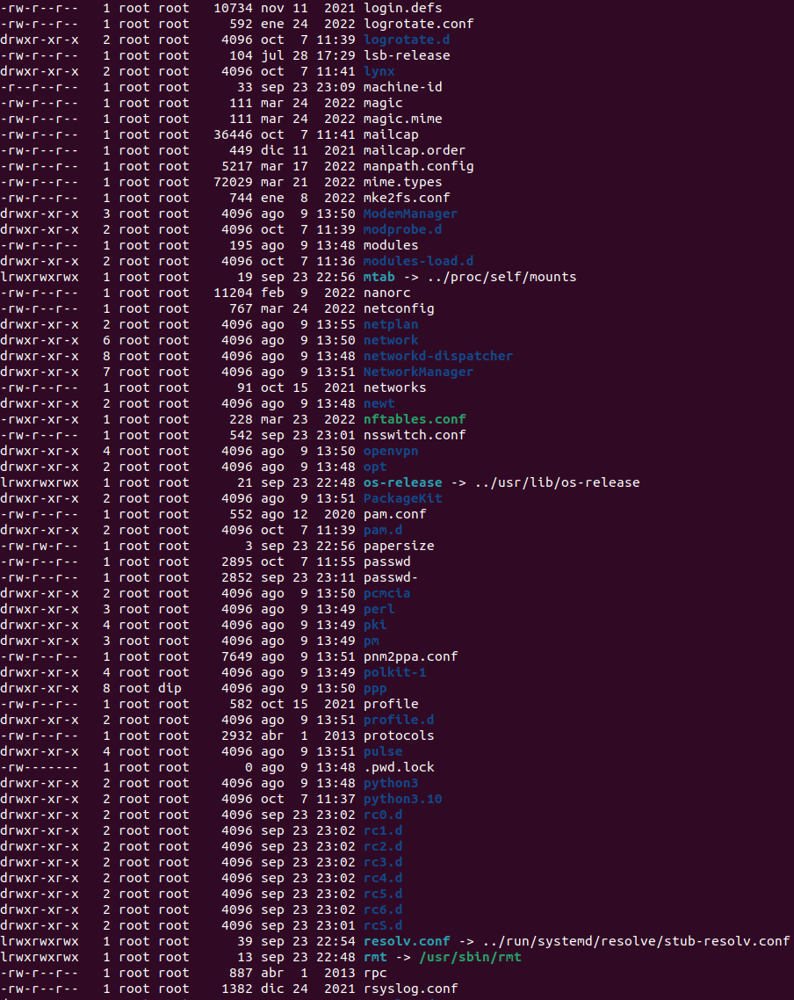 -rw-r--r--   1 root root   10734 nov 11  2021 login.defs
-rw-r--r--   1 root root     592 ene 24  2022 logrotate.conf
drwxr-xr-x   2 root root    4096 oct  7 11:39 logrotate.d
-rw-r--r--   1 root root     104 jul 28 17:29 lsb-release
drwxr-xr-x   2 root root    4096 oct  7 11:41 lynx
-r--r--r--   1 root root      33 sep 23 23:09 machine-id
-rw-r--r--   1 root root     111 mar 24  2022 magic
-rw-r--r--   1 root root     111 mar 24  2022 magic.mime
-rw-r--r--   1 root root   36446 oct  7 11:41 mailcap
-rw-r--r--   1 root root     449 dic 11  2021 mailcap.order
-rw-r--r--   1 root root    5217 mar 17  2022 manpath.config
-rw-r--r--   1 root root   72029 mar 21  2022 mime.types
-rw-r--r--   1 root root     744 ene  8  2022 mke2fs.conf
drwxr-xr-x   3 root root    4096 ago  9 13:50 ModemManager
drwxr-xr-x   2 root root    4096 oct  7 11:39 modprobe.d
-rw-r--r--   1 root root     195 ago  9 13:48 modules
drwxr-xr-x   2 root root    4096 oct  7 11:36 modules-load.d
lrwxrwxrwx   1 root root      19 sep 23 22:56 mtab -> ../proc/self/mounts
-rw-r--r--   1 root root   11204 feb  9  2022 nanorc
-rw-r--r--   1 root root     767 mar 24  2022 netconfig
drwxr-xr-x   2 root root    4096 ago  9 13:55 netplan
drwxr-xr-x   6 root root    4096 ago  9 13:50 network
drwxr-xr-x   8 root root    4096 ago  9 13:48 networkd-dispatcher
drwxr-xr-x   7 root root    4096 ago  9 13:51 NetworkManager
-rw-r--r--   1 root root      91 oct 15  2021 networks
drwxr-xr-x   2 root root    4096 ago  9 13:48 newt
-rwxr-xr-x   1 root root     228 mar 23  2022 nftables.conf
-rw-r--r--   1 root root     542 sep 23 23:01 nsswitch.conf
drwxr-xr-x   4 root root    4096 ago  9 13:50 openvpn
drwxr-xr-x   2 root root    4096 ago  9 13:48 opt
lrwxrwxrwx   1 root root      21 sep 23 22:48 os-release -> ../usr/lib/os-release
drwxr-xr-x   2 root root    4096 ago  9 13:51 PackageKit
-rw-r--r--   1 root root     552 ago 12  2020 pam.conf
drwxr-xr-x   2 root root    4096 oct  7 11:39 pam.d
-rw-rw-r--   1 root root       3 sep 23 22:56 papersize
-rw-r--r--   1 root root    2895 oct  7 11:55 passwd
-rw-r--r--   1 root root    2852 sep 23 23:11 passwd-
drwxr-xr-x   2 root root    4096 ago  9 13:50 pcmcia
drwxr-xr-x   3 root root    4096 ago  9 13:49 perl
drwxr-xr-x   4 root root    4096 ago  9 13:49 pki
drwxr-xr-x   3 root root    4096 ago  9 13:49 pm
-rw-r--r--   1 root root    7649 ago  9 13:51 pnm2ppa.conf
drwxr-xr-x   4 root root    4096 ago  9 13:49 polkit-1
drwxr-xr-x   8 root dip     4096 ago  9 13:50 ppp
-rw-r--r--   1 root root     582 oct 15  2021 profile
drwxr-xr-x   2 root root    4096 ago  9 13:51 profile.d
-rw-r--r--   1 root root    2932 abr  1  2013 protocols
drwxr-xr-x   4 root root    4096 ago  9 13:51 pulse
-rw-------   1 root root       0 ago  9 13:48 .pwd.lock
drwxr-xr-x   2 root root    4096 ago  9 13:48 python3
drwxr-xr-x   2 root root    4096 oct  7 11:37 python3.10
drwxr-xr-x   2 root root    4096 sep 23 23:02 rc0.d
drwxr-xr-x   2 root root    4096 sep 23 23:02 rc1.d
drwxr-xr-x   2 root root    4096 sep 23 23:02 rc2.d
drwxr-xr-x   2 root root    4096 sep 23 23:02 rc3.d
drwxr-xr-x   2 root root    4096 sep 23 23:02 rc4.d
drwxr-xr-x   2 root root    4096 sep 23 23:02 rc5.d
drwxr-xr-x   2 root root    4096 sep 23 23:02 rc6.d
drwxr-xr-x   2 root root    4096 sep 23 23:01 rcS.d
lrwxrwxrwx   1 root root      39 sep 23 22:54 resolv.conf -> ../run/systemd/resolve/stub-resolv.conf
lrwxrwxrwx   1 root root      13 sep 23 22:48 rmt -> /usr/sbin/rmt
-rw-r--r--   1 root root     887 abr  1  2013 rpc
-rw-r--r--   1 root root    1382 dic 24  2021 rsyslog.conf